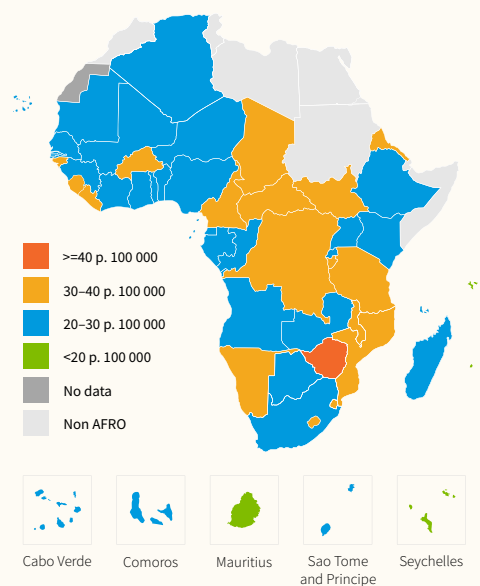 >=40 p. 100 000
30–40 p. 100 000
20–30 p. 100 000
<20 p. 100 000
No data
Non AFRO
Cabo Verde
Comoros
Mauritius
Sao Tome
and Principe
Seychelles